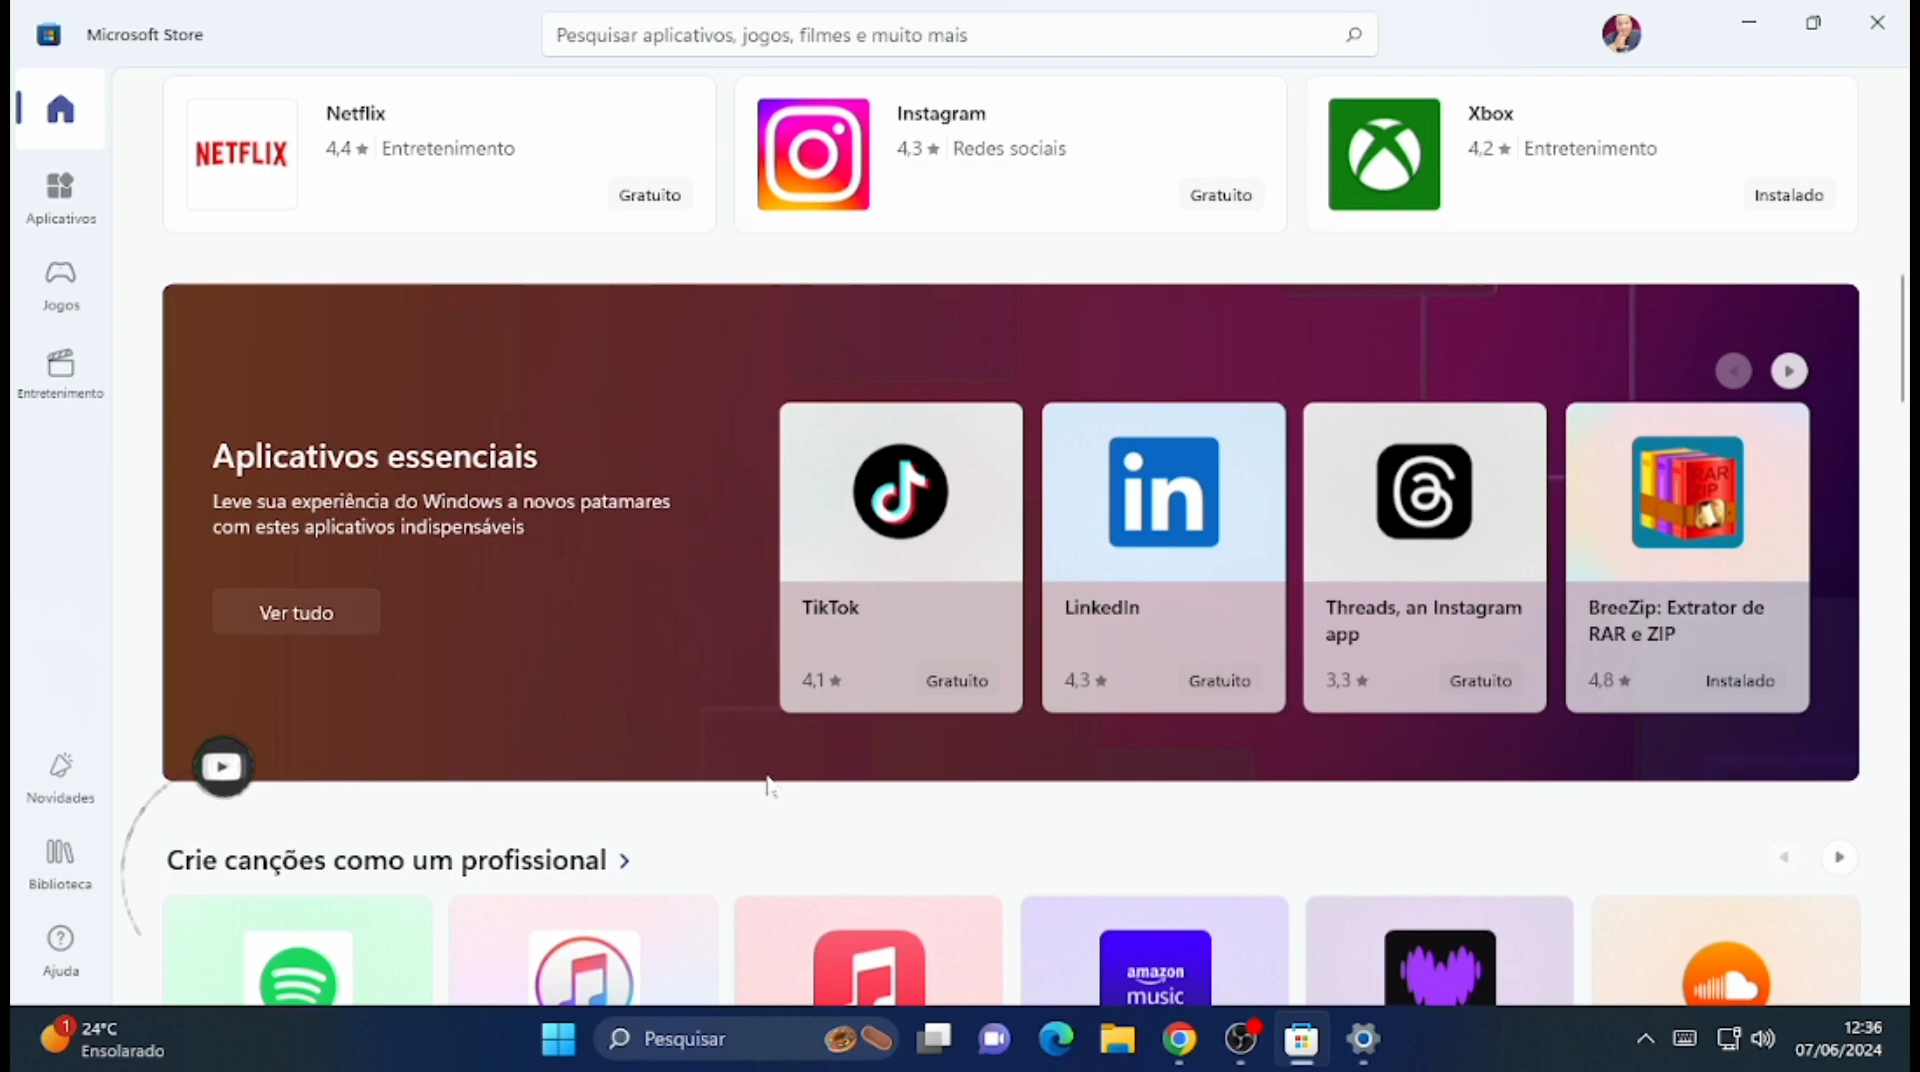 Microsoft Store
Pesquisar aplicativos, jogos, filmes e muito mais
Aplicativos
Jogos
Entretenimento
Novidades
Biblioteca
Ajuda
NETFLIX
Netflix
4,4 ★ Entretenimento
Gratuito
Instagram
4,3 ★ Redes sociais
Gratuito
Xbox
4,2 ★ Entretenimento
Instalado
Aplicativos essenciais
Leve sua experiência do Windows a novos patamares
com estes aplicativos indispensáveis
Ver tudo
TikTok
4,1 ★ Gratuito
in
LinkedIn
4,3 ★ Gratuito
Threads, an Instagram
app
3,3 ★ Gratuito
RAR
ZIP
BreeZip: Extrator de
RAR e ZIP
4,8 ★ Instalado
Crie canções como um profissional
amazon
music
1
24°C
Ensolarado
Pesquisar
12:36
07/06/2024